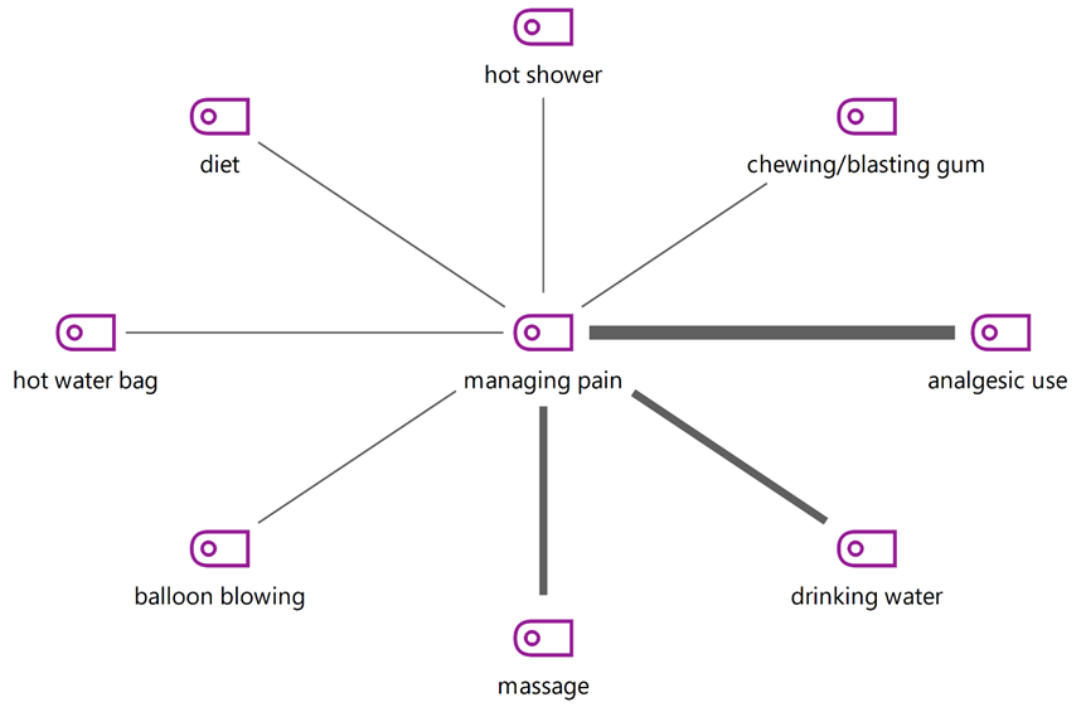 hot shower
diet
chewing/blasting gum
hot water bag
managing pain
analgesic use
balloon blowing
drinking water
massage